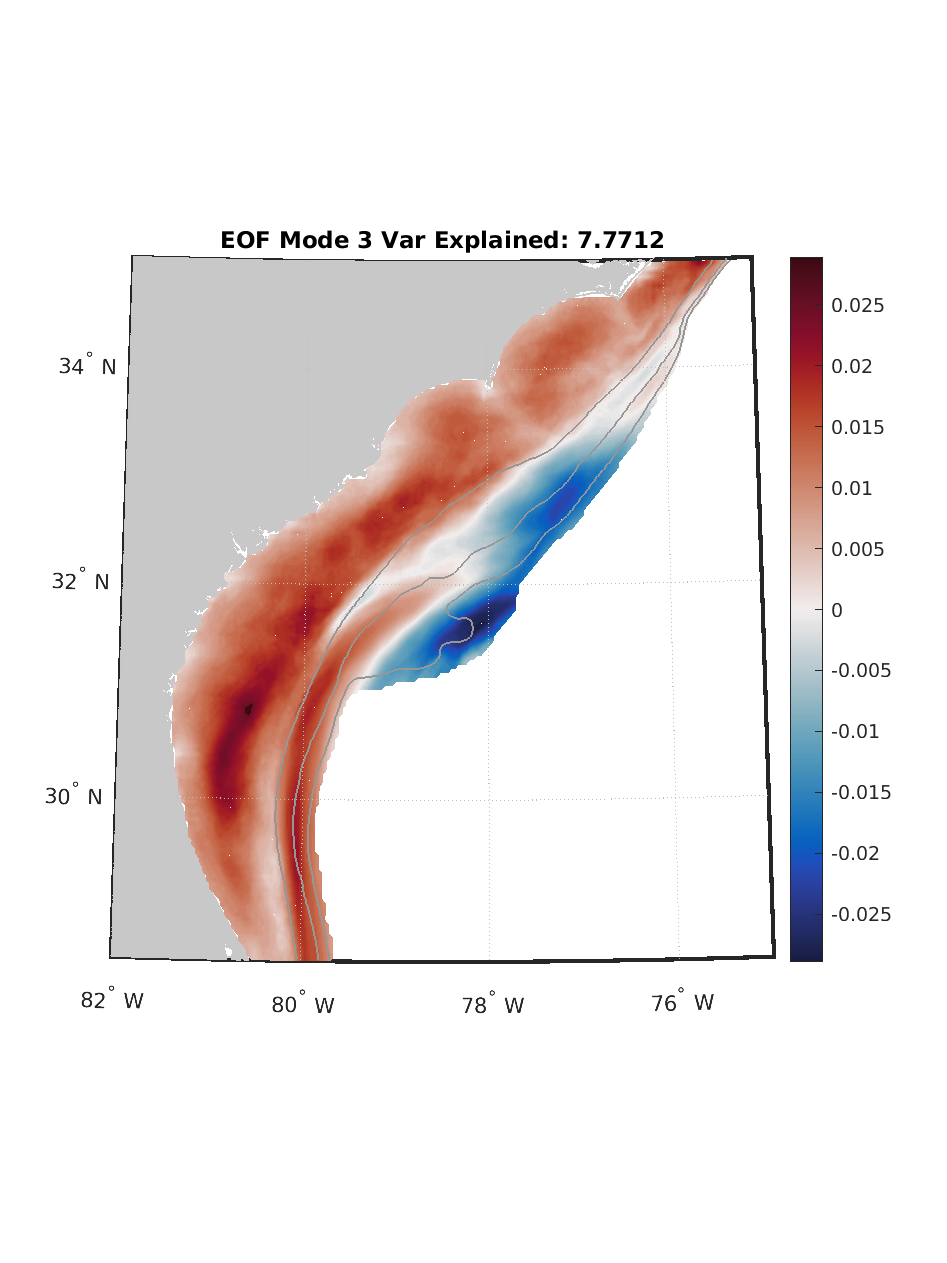 EOF Mode 3 Var Explained: 7.7712
34° N
32° N
30° N
82° W
80° W
78° W
76° W
0.025
0.02
0.015
0.01
0.005
0
-0.005
-0.01
-0.015
-0.02
-0.025